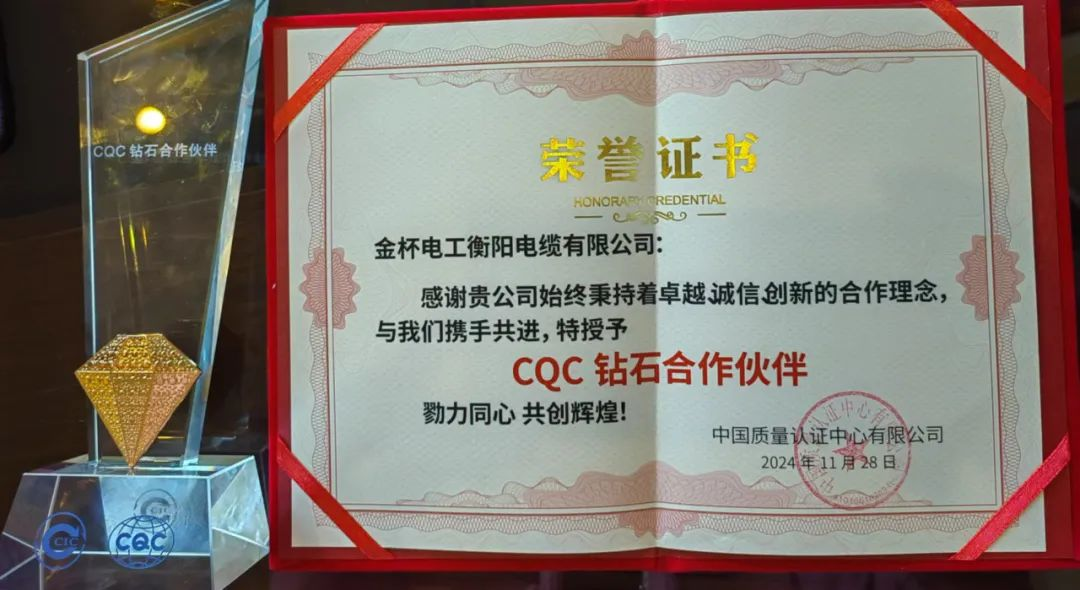 CQC 钻石合作伙伴
CIC
CQC
荣誉证书
HONORARY CREDENTIAL
金杯电工衡阳电缆有限公司：
感谢贵公司始终秉持着卓越、诚信、创新的合作理念，
与我们携手共进，特授予
CQC 钻石合作伙伴
勠力同心 共创辉煌！
中国质量认证中心有限公司
2024 年 11 月 28 日